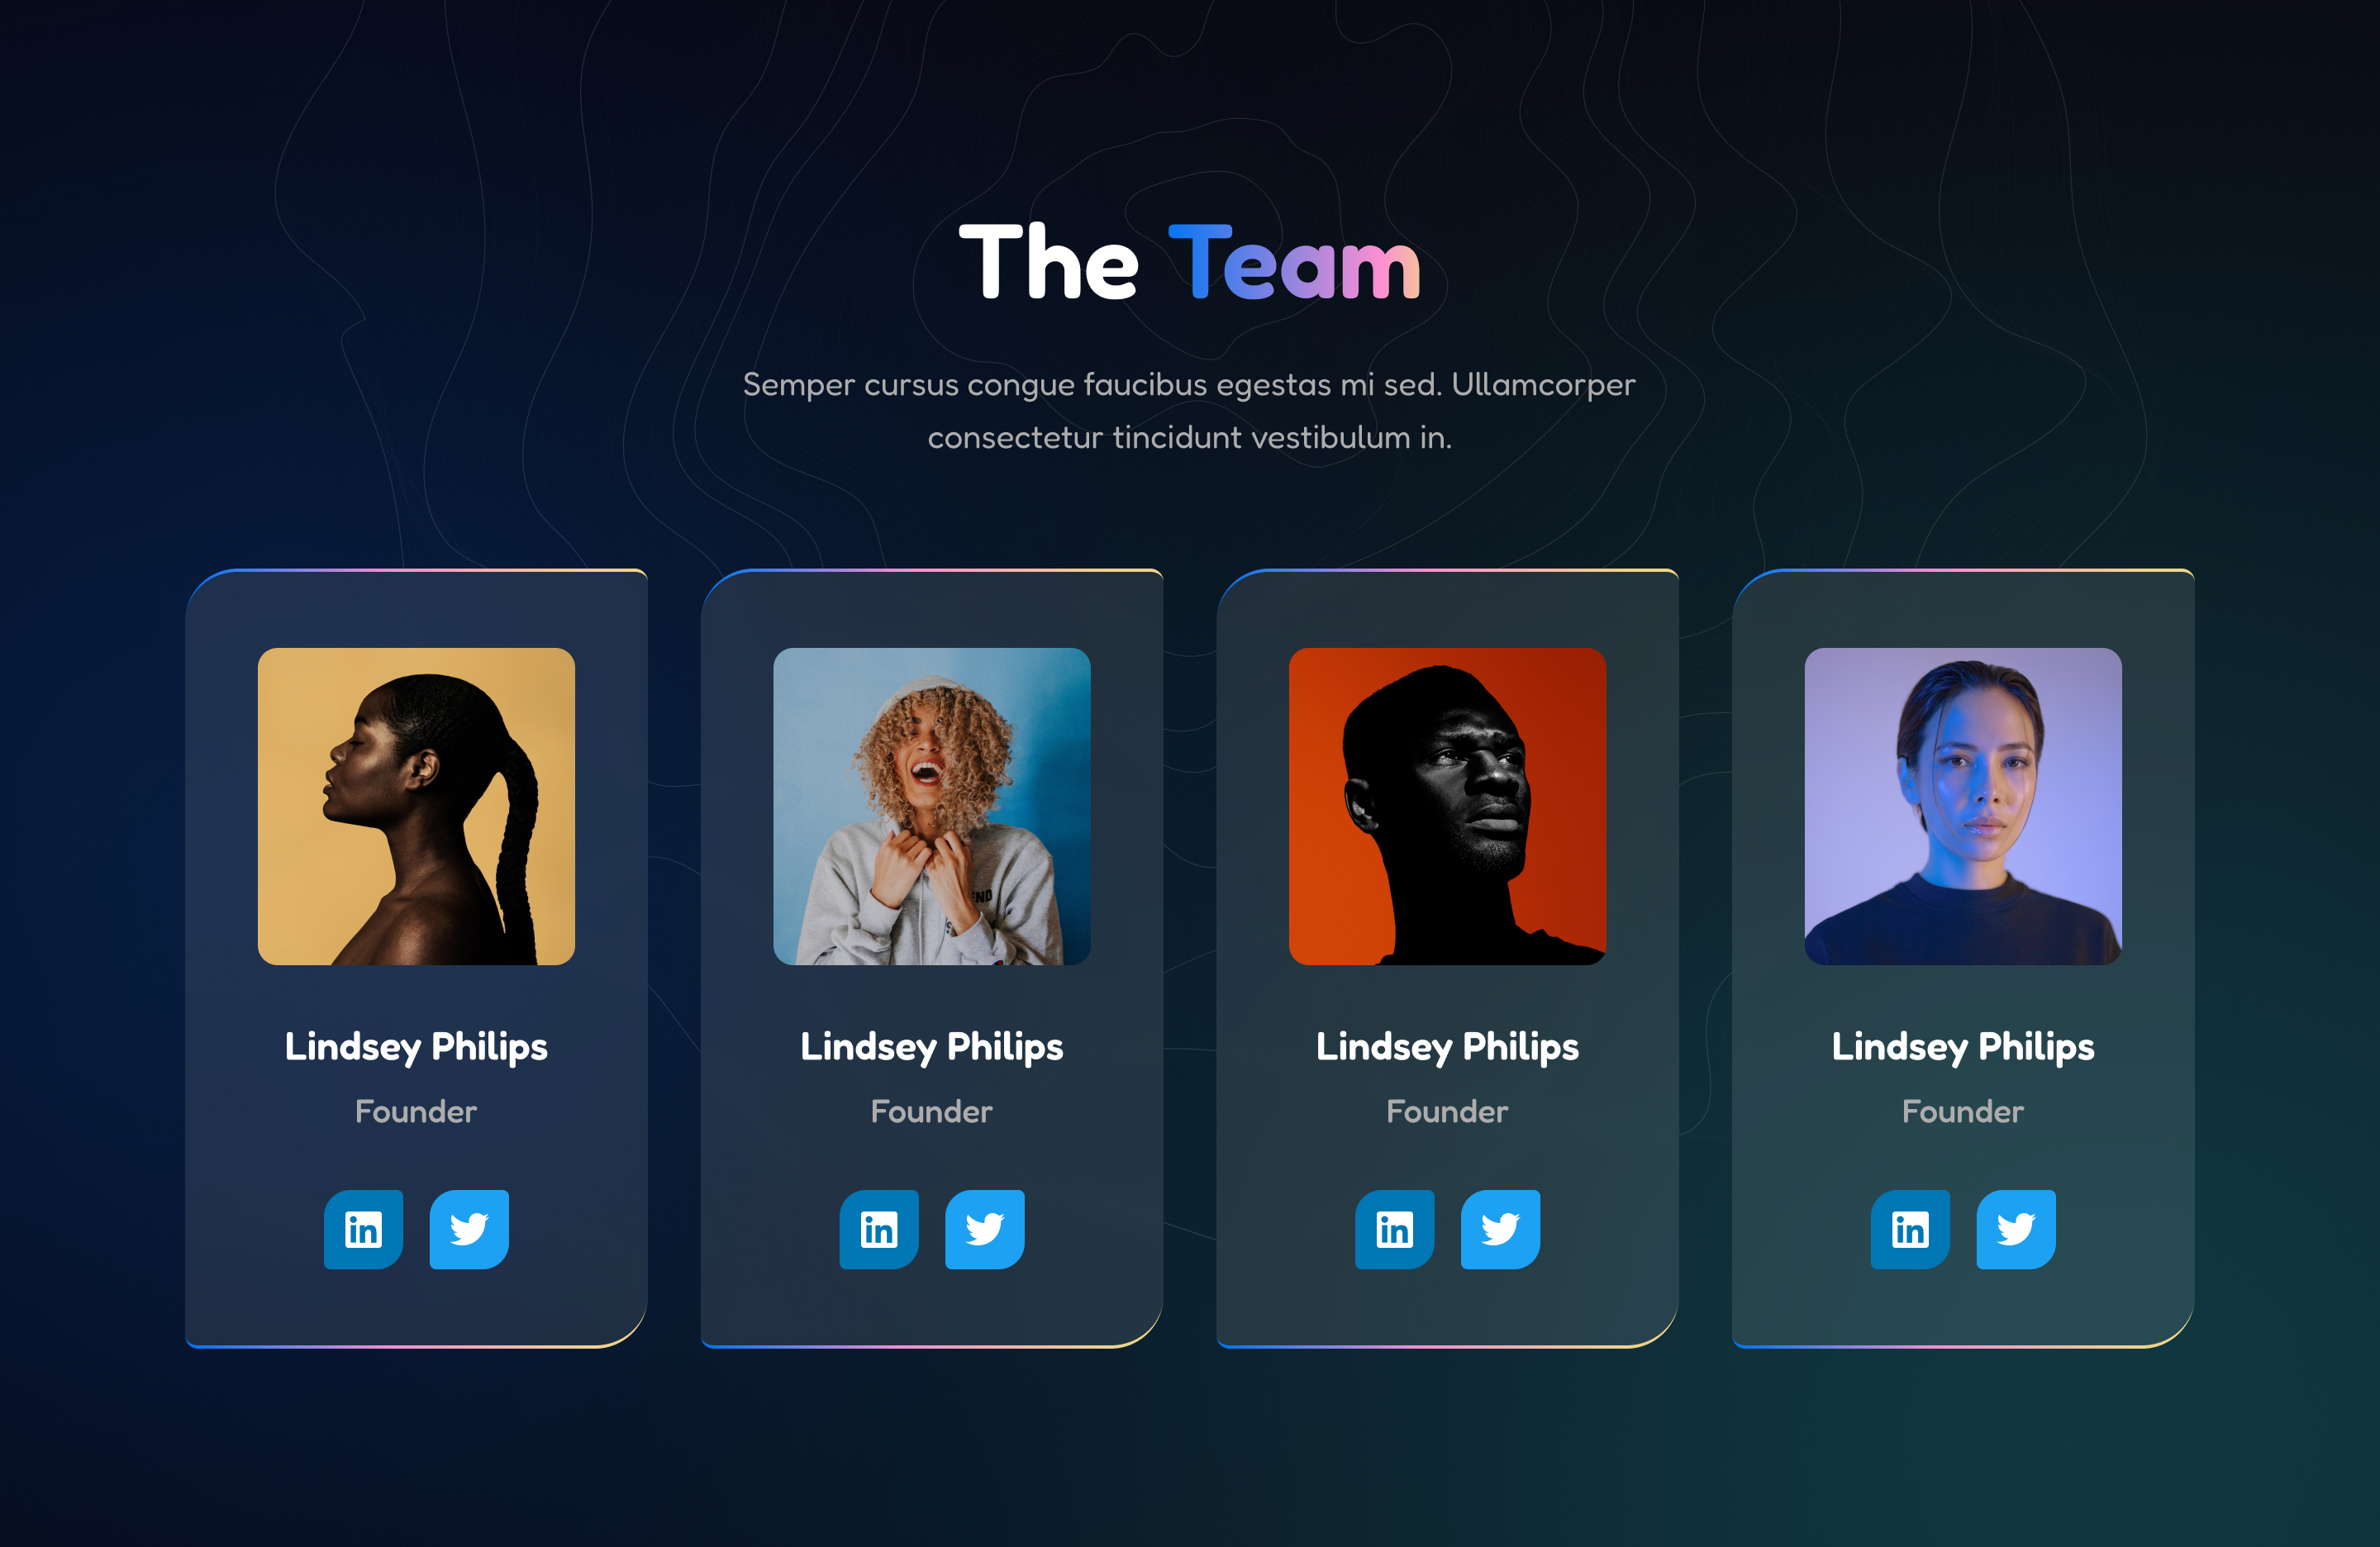 The Team
Semper cursus congue faucibus egestas mi sed. Ullamcorper
consectetur tincidunt vestibulum in.
END
Lindsey Philips
Lindsey Philips
Lindsey Philips
Lindsey Philips
Founder
Founder
Founder
Founder
in
in
in
in